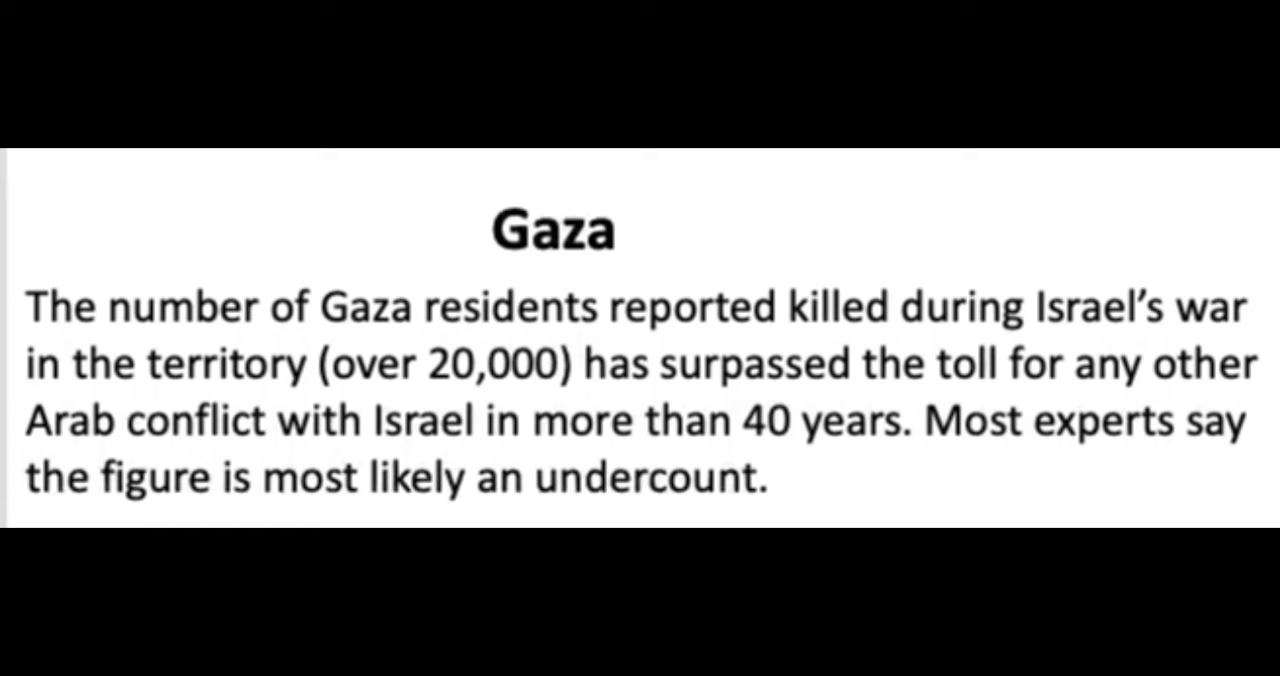 Gaza
The number of Gaza residents reported killed during Israel’s war
in the territory (over 20,000) has surpassed the toll for any other
Arab conflict with Israel in more than 40 years. Most experts say
the figure is most likely an undercount.